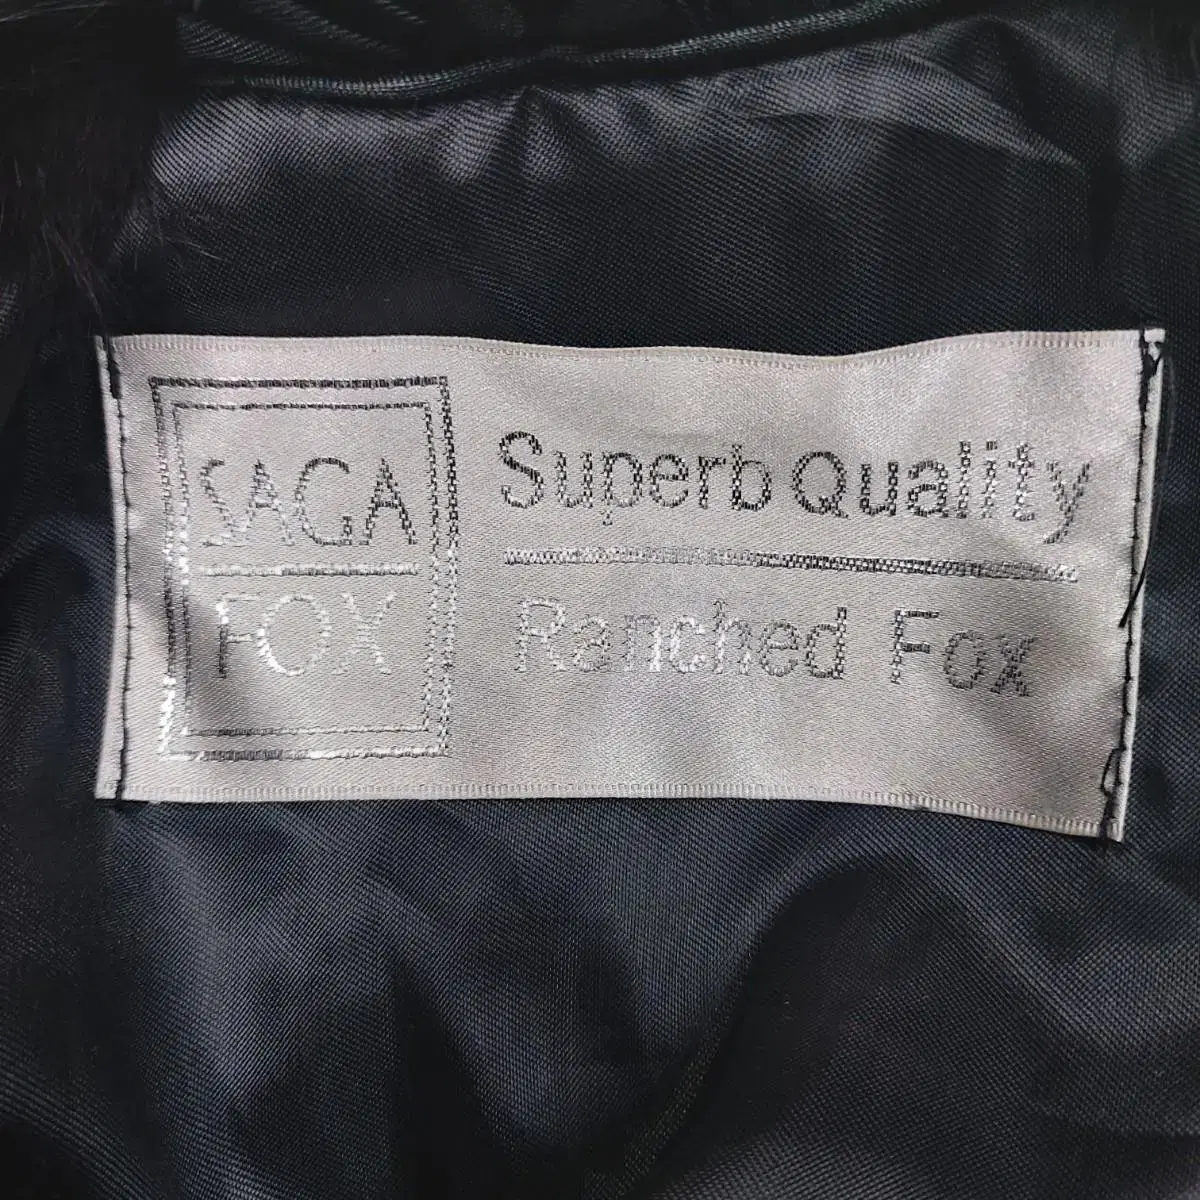 SAGA
FOX
Superb Quality
Ranched Fox